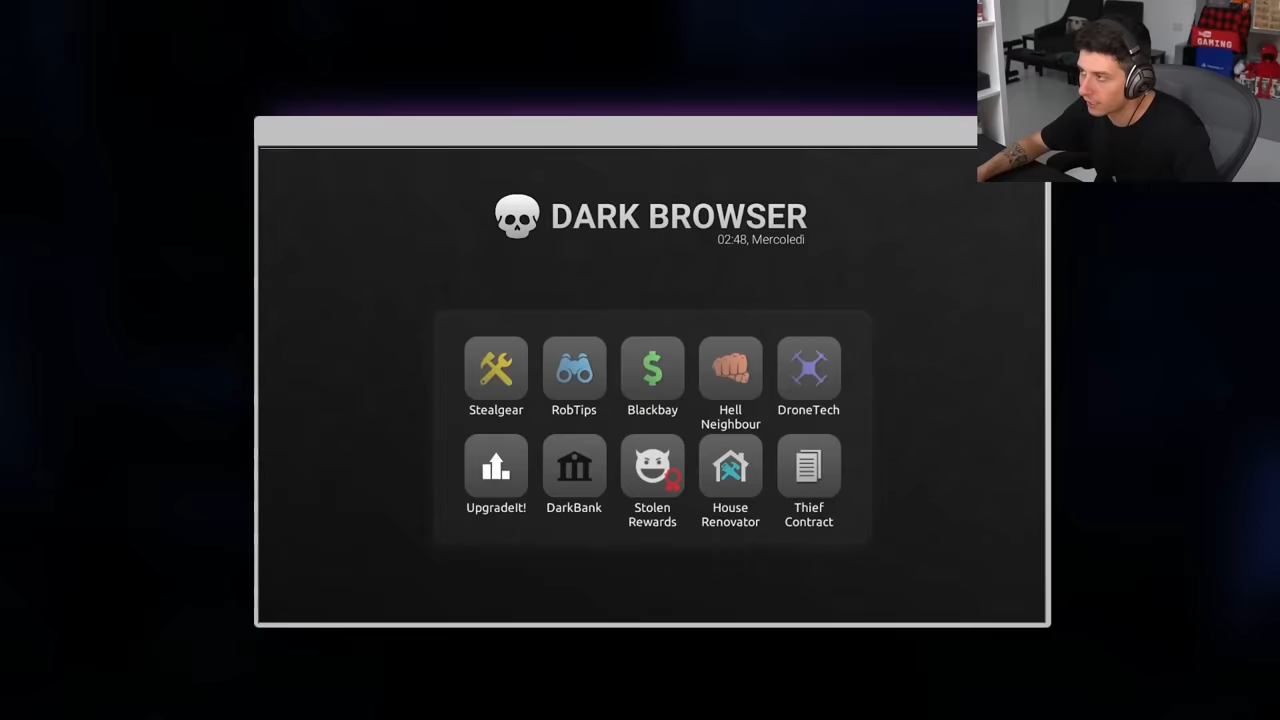 GAMING
DARK BROWSER
02:48, Mercoledì
Stealgear
RobTips
Blackbay
Hell
Neighbour
DroneTech
UpgradeIt!
DarkBank
Stolen
Rewards
House
Renovator
Thief
Contract